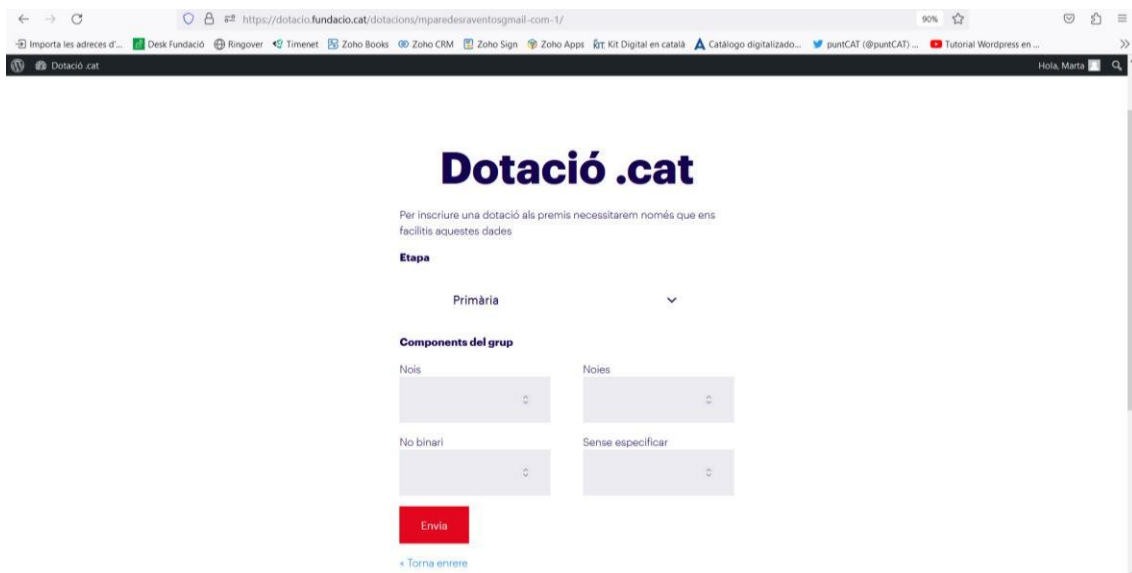 https://dotacio.fundacio.cat/dotacions/mparedesraventosgmail-com-1/ 90%
Importa les adreces d'... Desk Fundació Ringover Timenet Zoho Books Zoho CRM Zoho Sign Zoho Apps Kit Digital en català Catálogo digitalizado... puntCAT (@puntCAT) ... Tutorial Wordpress en ...
Dotació .cat Hola, Marta
Dotació .cat
Per inscriure una dotació als premis necessitarem només que ens
facilitis aquestes dades
Etapa
Primària
Components del grup
Nois Noies
No binari Sense especificar
Envia
« Torna enrere